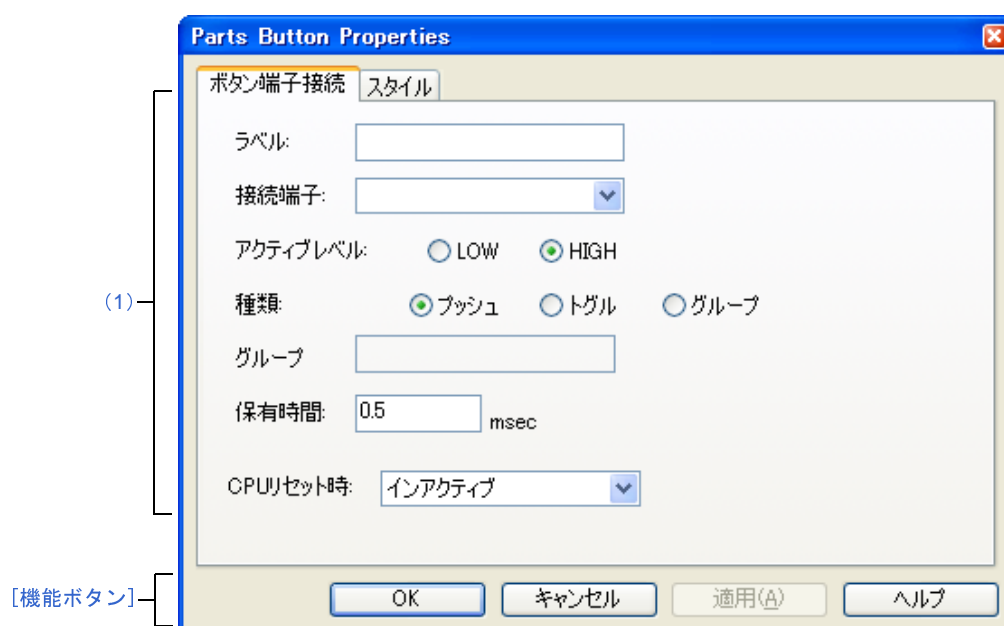 Parts Button Properties
ボタン端子接続 スタイル
ラベル:
接続端子:
アクティブレベル: LOW HIGH
(1)
種類: プッシュ トグル グループ
グループ
保有時間: 0.5 msec
CPUリセット時: インアクティブ
[機能ボタン]
OK キャンセル 適用(A) ヘルプ